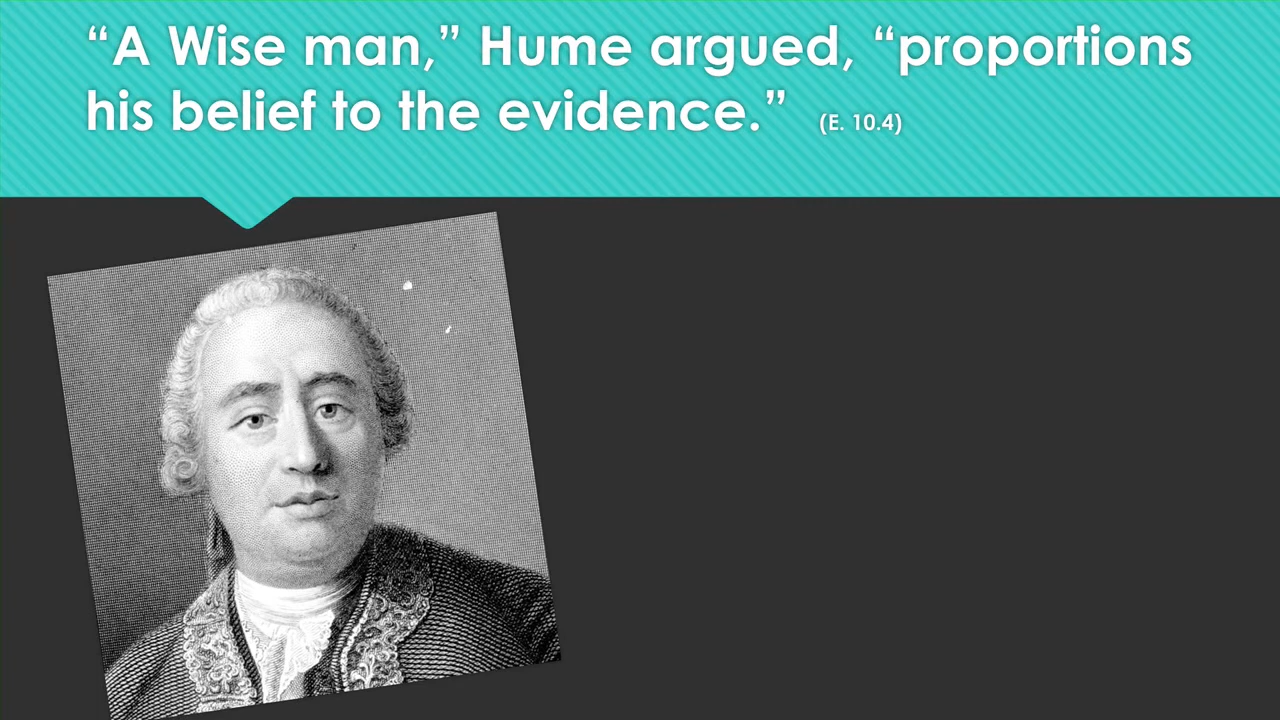 “A Wise man,” Hume argued, “proportions
his belief to the evidence.” (E. 10.4)